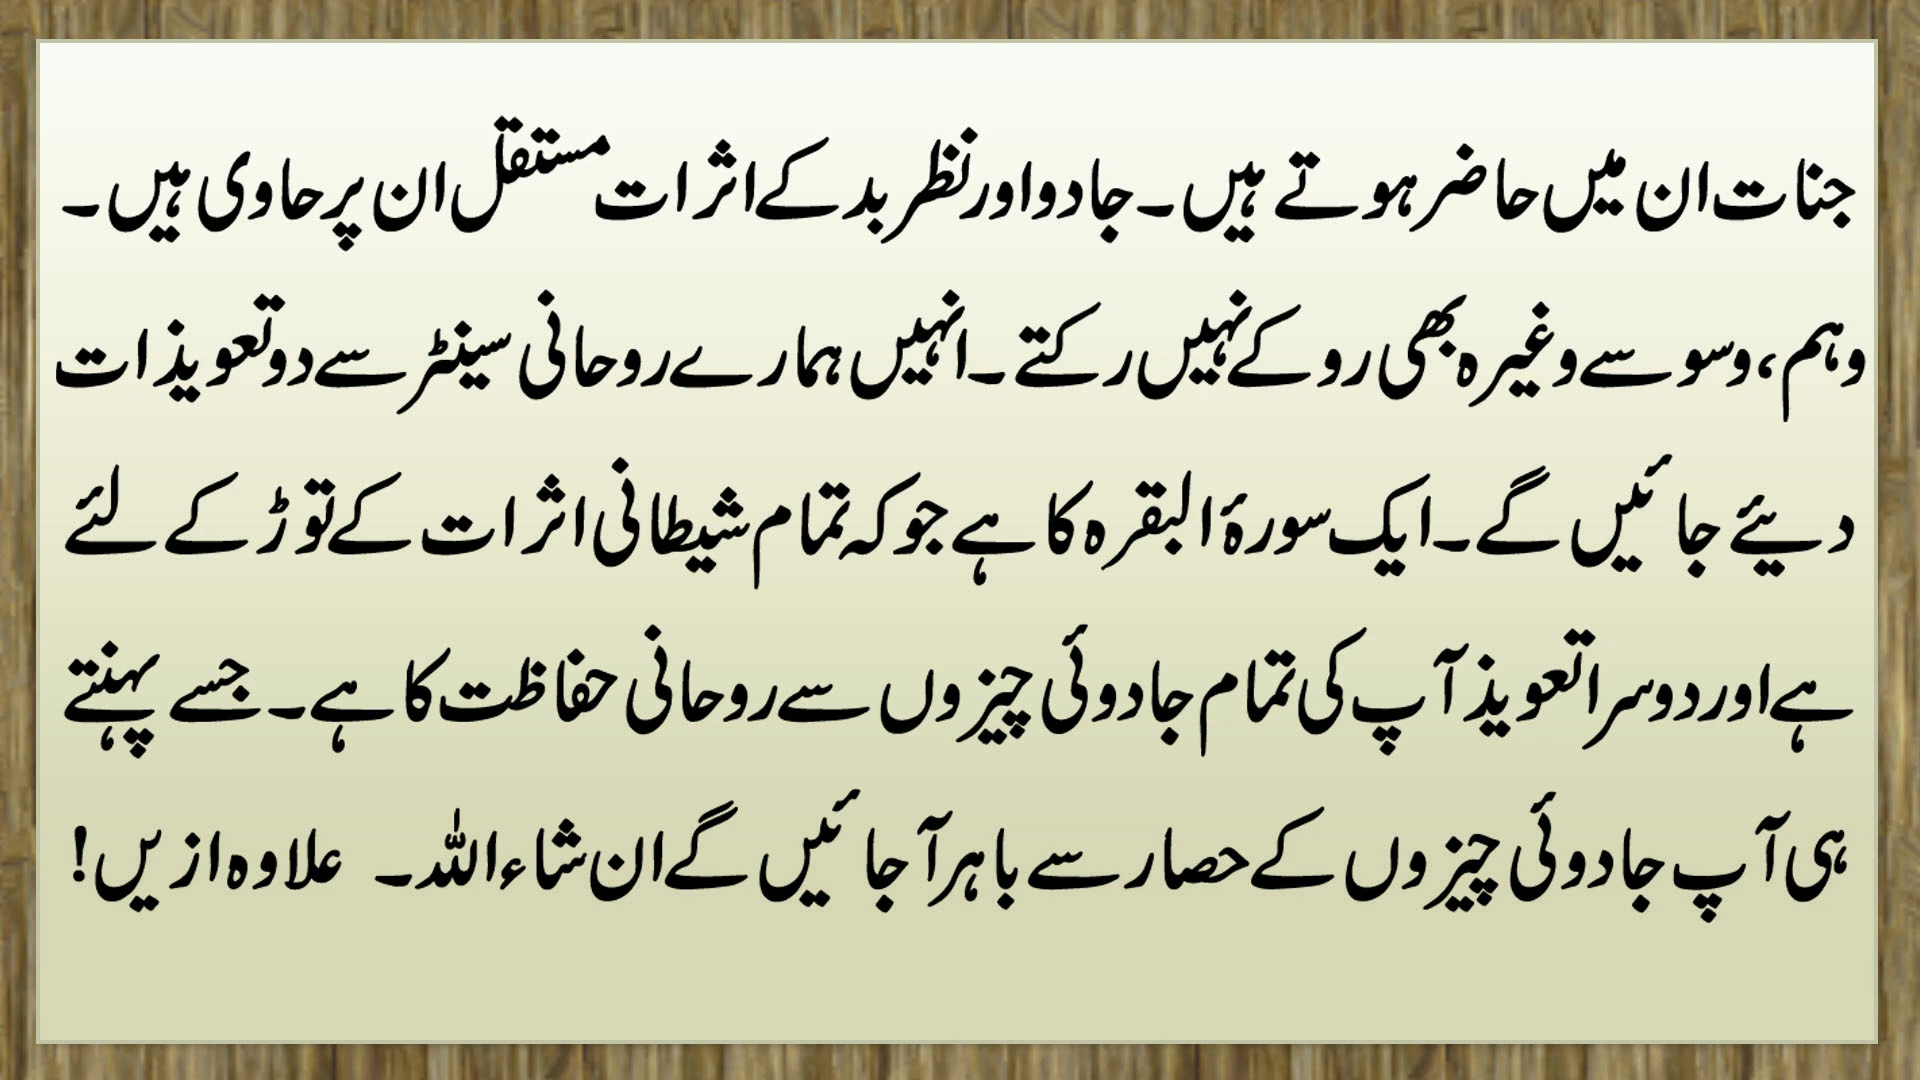 جنات ان میں حاضر ہوتے ہیں۔ جادو اور نظر بد کے اثرات مستقل ان پر حاوی ہیں۔
وہم، وسوسے وغیرہ بھی روکے نہیں رکتے۔ انہیں ہمارے روحانی سینٹر سے دو تعویذات
دیئے جائیں گے۔ ایک سورۂ البقرہ کا ہے جو کہ تمام شیطانی اثرات کے توڑ کے لئے
ہے اور دوسرا تعویذ آپ کی تمام جادوئی چیزوں سے روحانی حفاظت کا ہے۔ جسے پہنتے
ہی آپ جادوئی چیزوں کے حصار سے باہر آ جائیں گے ان شاء اللہ۔ علاوہ ازیں!